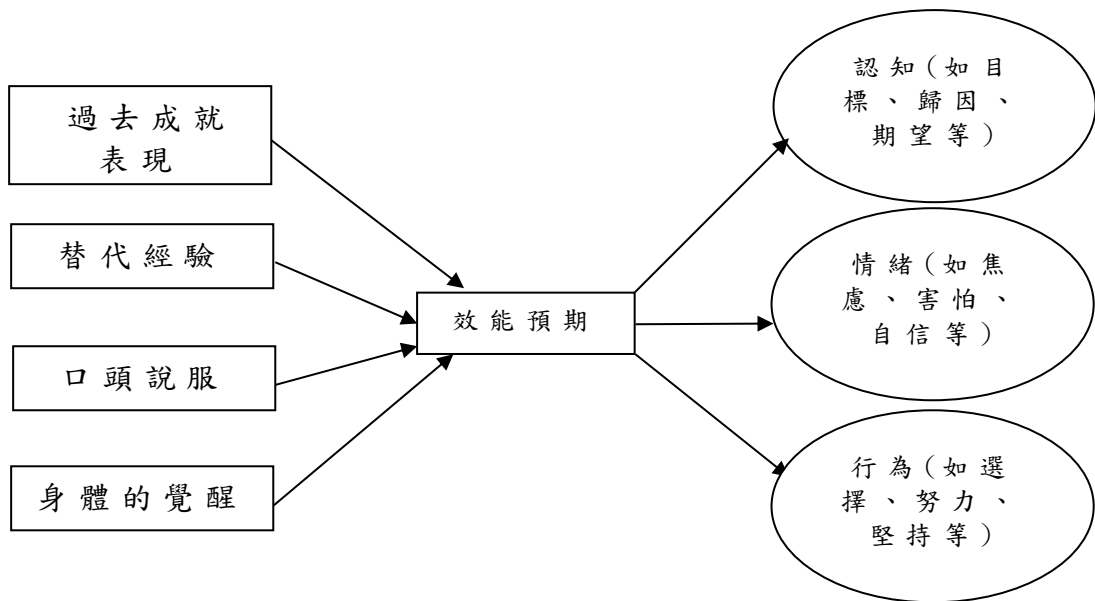 過去成就
表現
替代經驗
口頭說服
身體的覺醒
效能預期
認知(如目
標、歸因、
期望等)
情緒(如焦
慮、害怕、
自信等)
行為(如選
擇、努力、
堅持等)